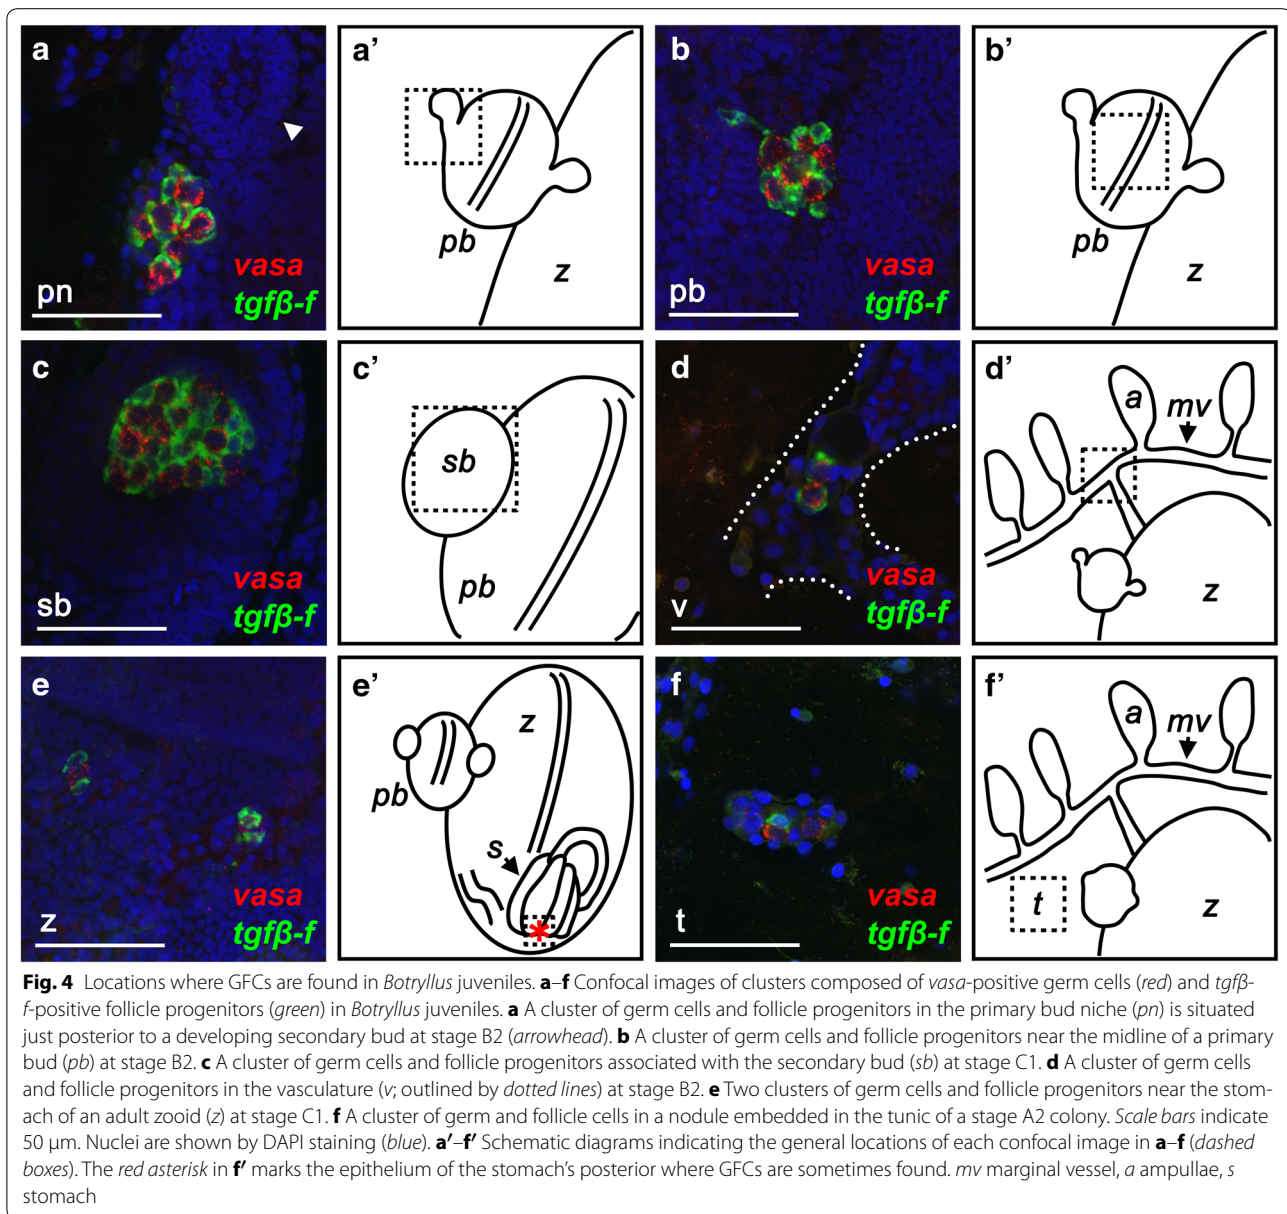 a
pn
vasa
tgfβ-f
a’
pb
z
b
pb
vasa
tgfβ-f
b’
pb
z
c
sb
vasa
tgfβ-f
c’
sb
pb
d
v
vasa
tgfβ-f
d’
a
mv
z
e
z
vasa
tgfβ-f
e’
z
pb
s
*
f
t
vasa
tgfβ-f
f’
a
mv
t
z
Fig. 4 Locations where GFCs are found in Botryllus juveniles. a–f Confocal images of clusters composed of vasa-positive germ cells (red) and tgfβ-
f-positive follicle progenitors (green) in Botryllus juveniles. a A cluster of germ cells and follicle progenitors in the primary bud niche (pn) is situated
just posterior to a developing secondary bud at stage B2 (arrowhead). b A cluster of germ cells and follicle progenitors near the midline of a primary
bud (pb) at stage B2. c A cluster of germ cells and follicle progenitors associated with the secondary bud (sb) at stage C1. d A cluster of germ cells
and follicle progenitors in the vasculature (v; outlined by dotted lines) at stage B2. e Two clusters of germ cells and follicle progenitors near the stom-
ach of an adult zooid (z) at stage C1. f A cluster of germ and follicle cells in a nodule embedded in the tunic of a stage A2 colony. Scale bars indicate
50 μm. Nuclei are shown by DAPI staining (blue). a′–f′ Schematic diagrams indicating the general locations of each confocal image in a–f (dashed
boxes). The red asterisk in f′ marks the epithelium of the stomach’s posterior where GFCs are sometimes found. mv marginal vessel, a ampullae, s
stomach